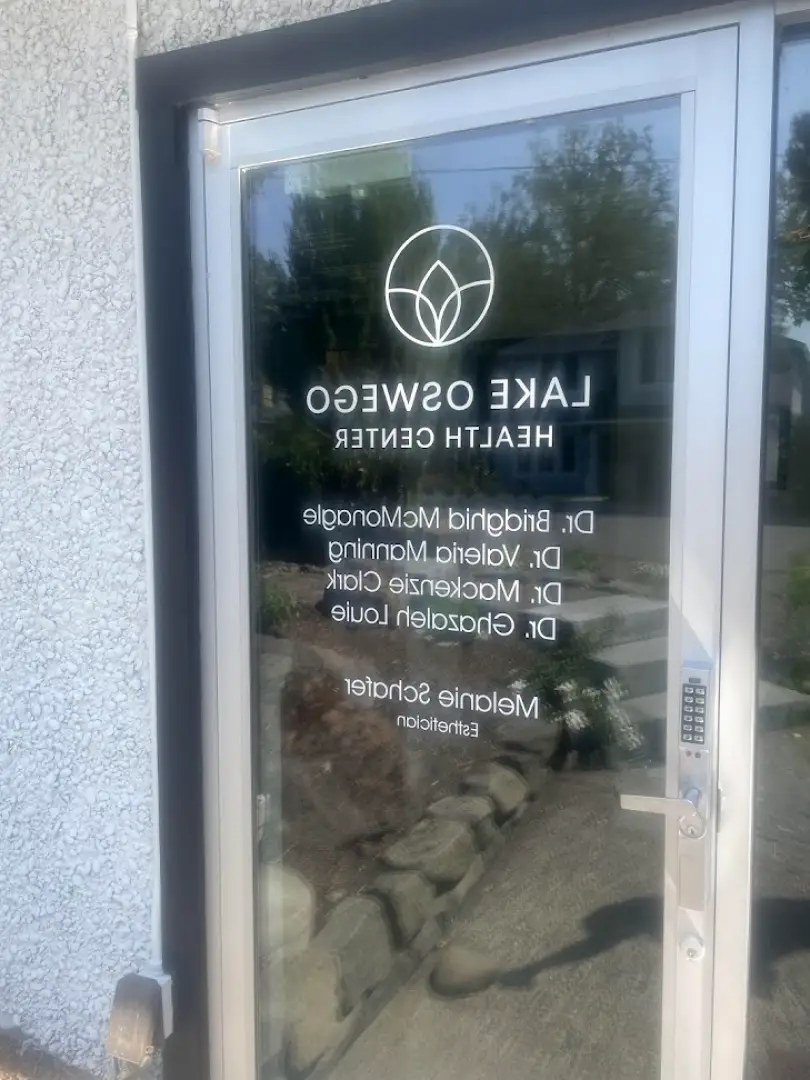 LAKE OSWEGO
HEALTH CENTER
Dr. Bridghid McMonagle
Dr. Valeria Manning
Dr. Mackenzie Clark
Dr. Ghazaleh Louie
Melanie Schafer
Esthetician